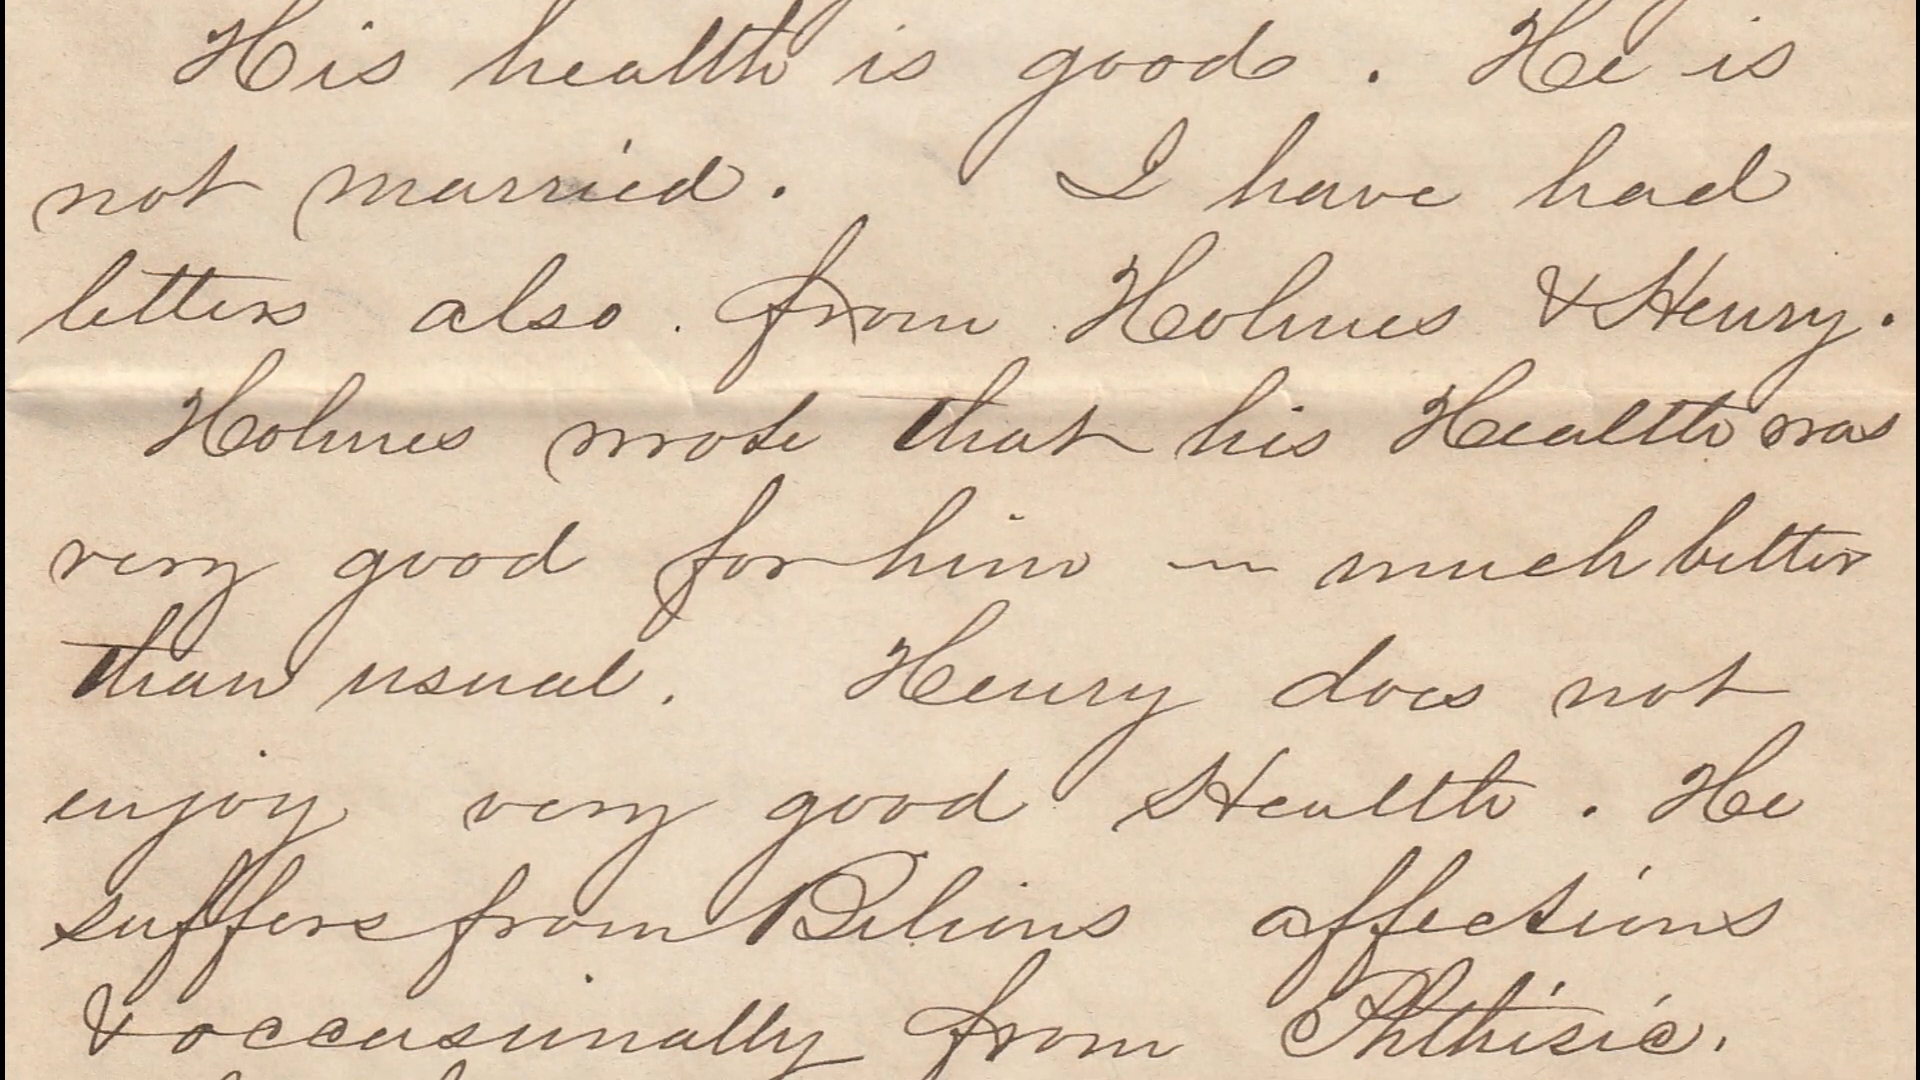 His health is good. He is
not married. I have had
letters also from Holmes & Henry.
Holmes wrote that his Health was
very good for him — much better
than usual. Henry does not
enjoy very good Health. He
suffers from Bilious affections
& occasionally from Phthisic.